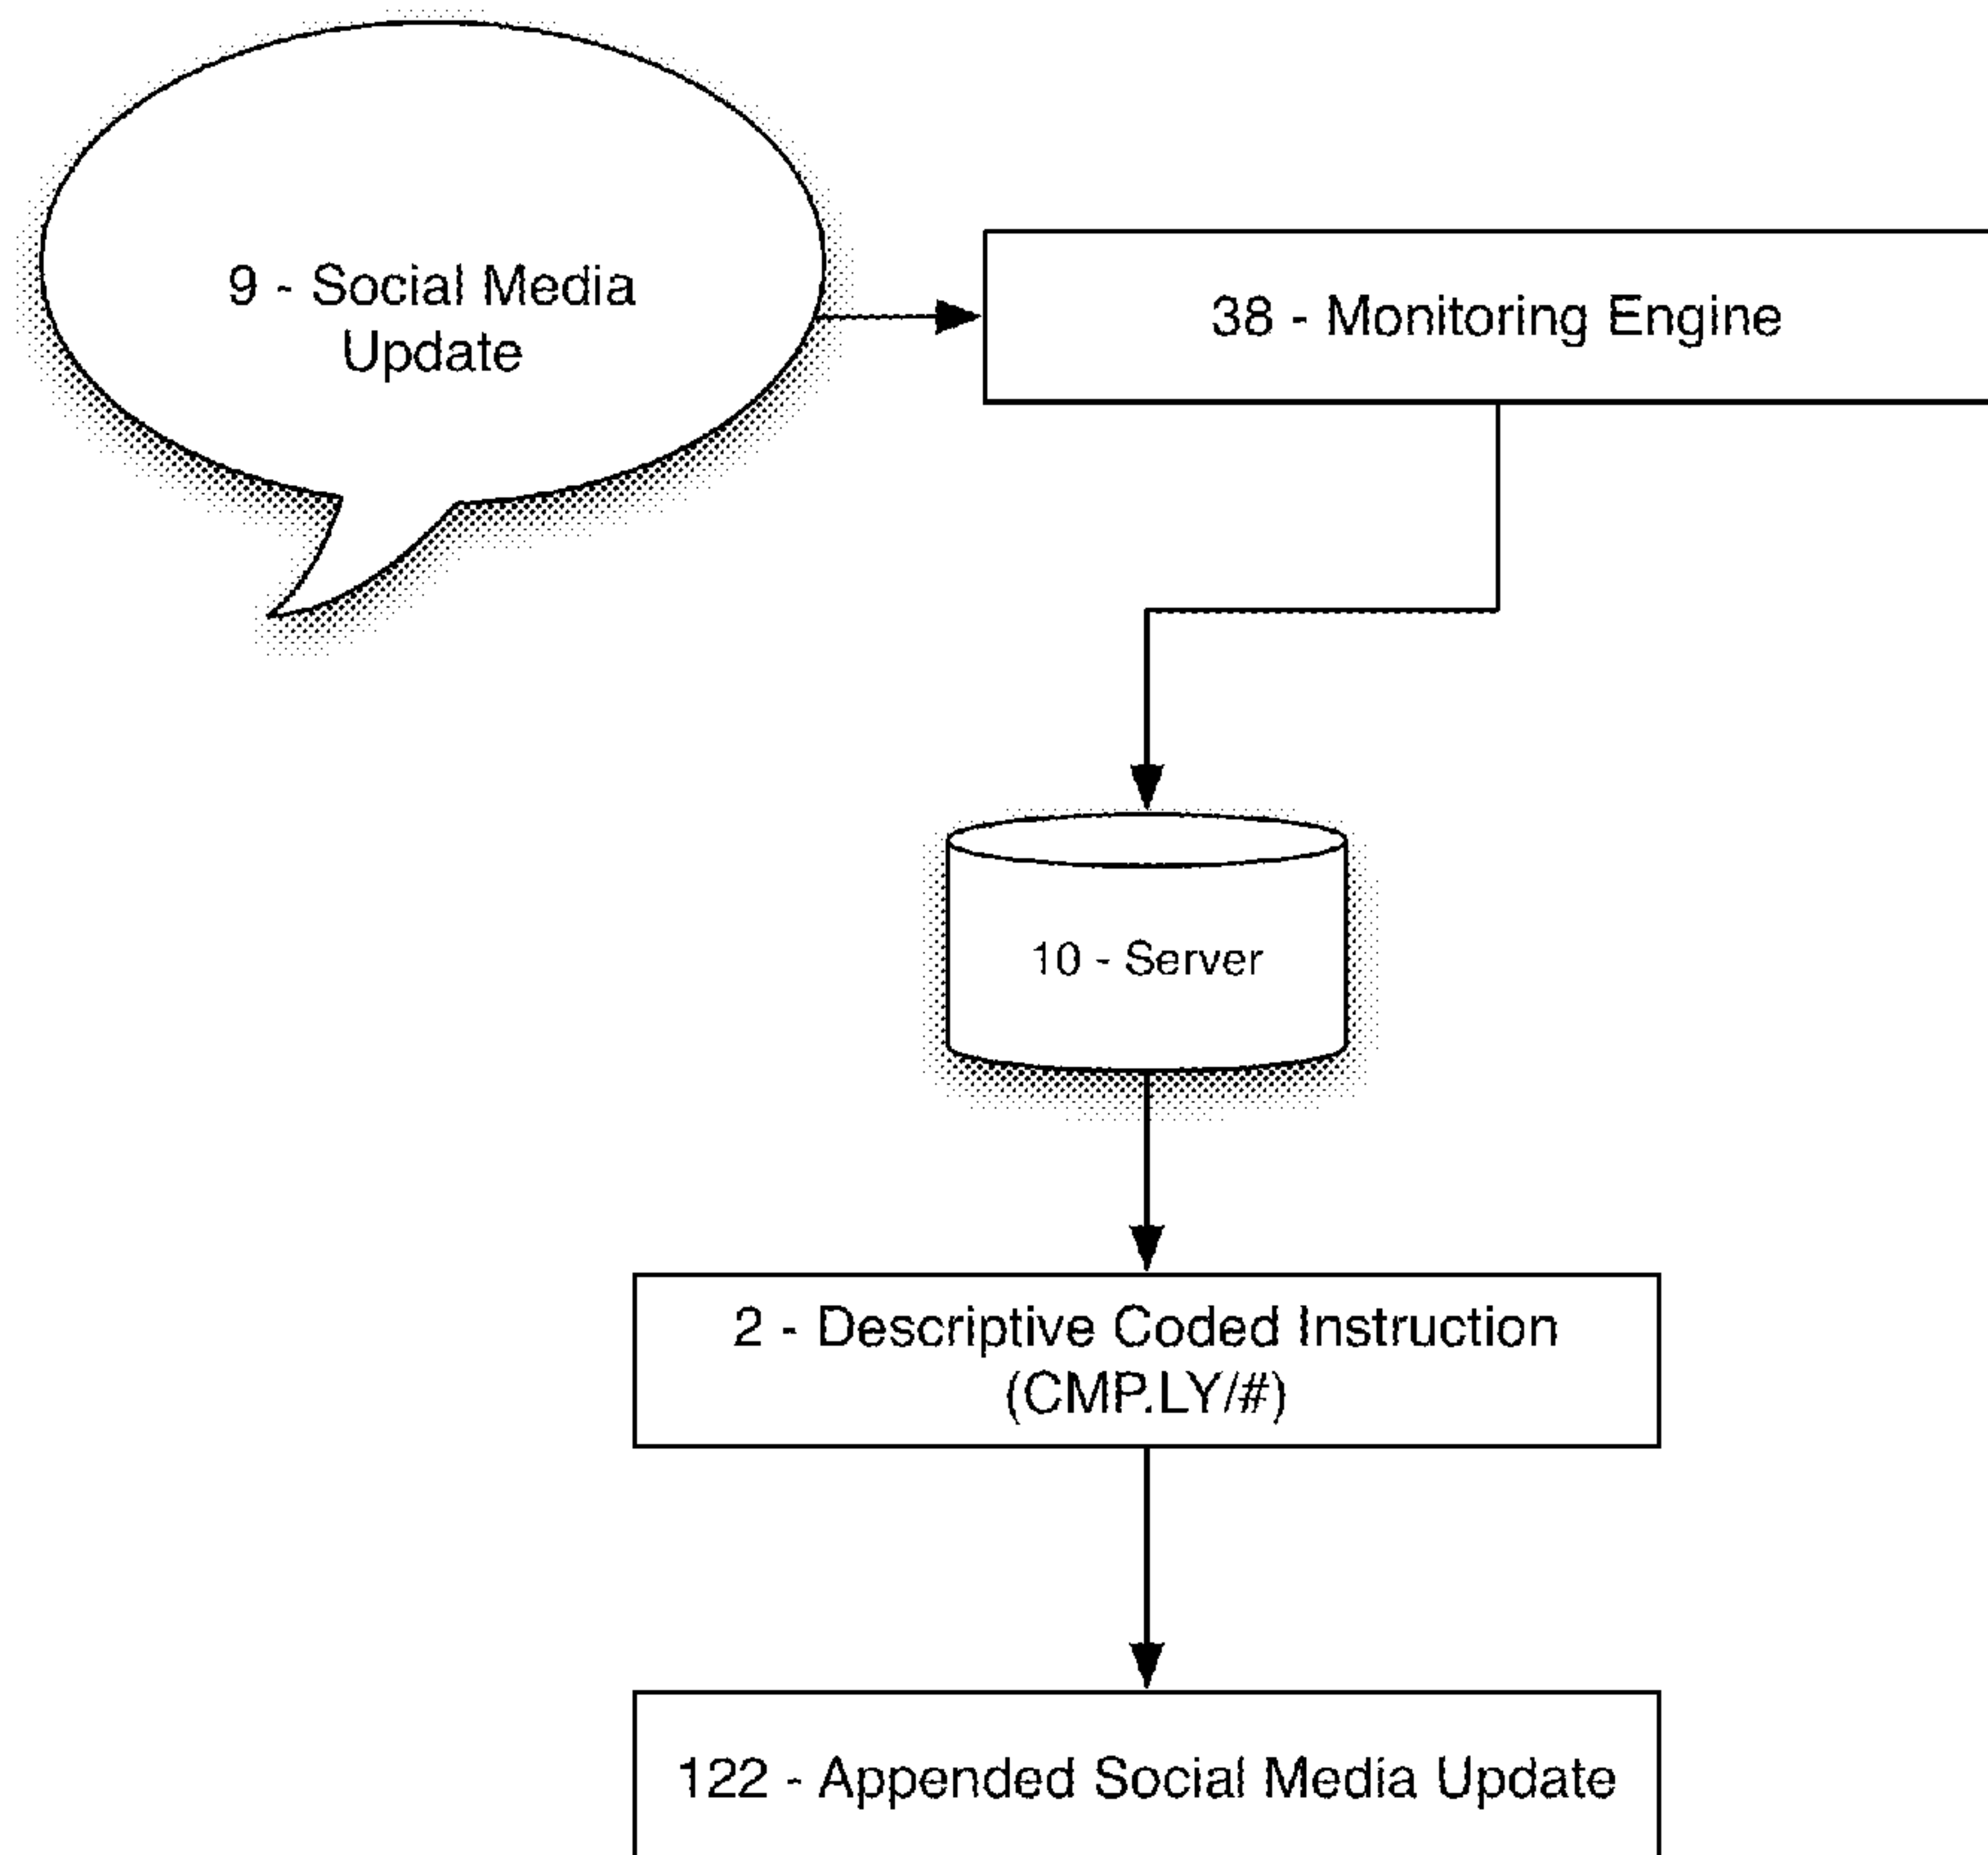 9 - Social Media
Update
38 - Monitoring Engine
10 - Server
2 - Descriptive Coded Instruction
(CMP.LY/#)
122 - Appended Social Media Update